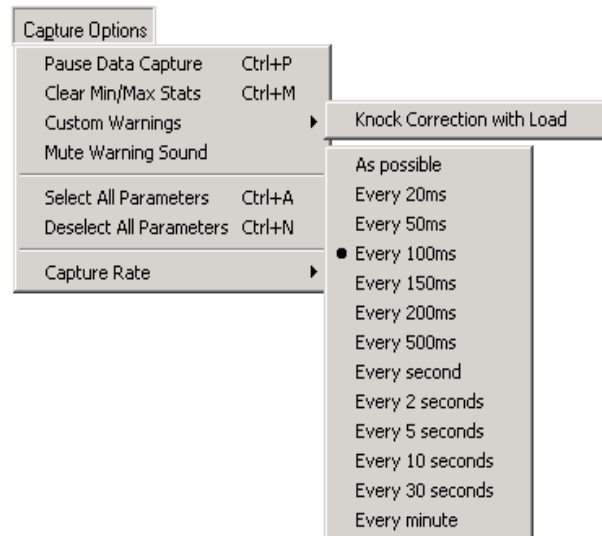 Capture Options
Pause Data Capture Ctrl+P
Clear Min/Max Stats Ctrl+M
Custom Warnings
Mute Warning Sound
Select All Parameters Ctrl+A
Deselect All Parameters Ctrl+N
Capture Rate
Knock Correction with Load
As possible
Every 20ms
Every 50ms
Every 100ms
Every 150ms
Every 200ms
Every 500ms
Every second
Every 2 seconds
Every 5 seconds
Every 10 seconds
Every 30 seconds
Every minute